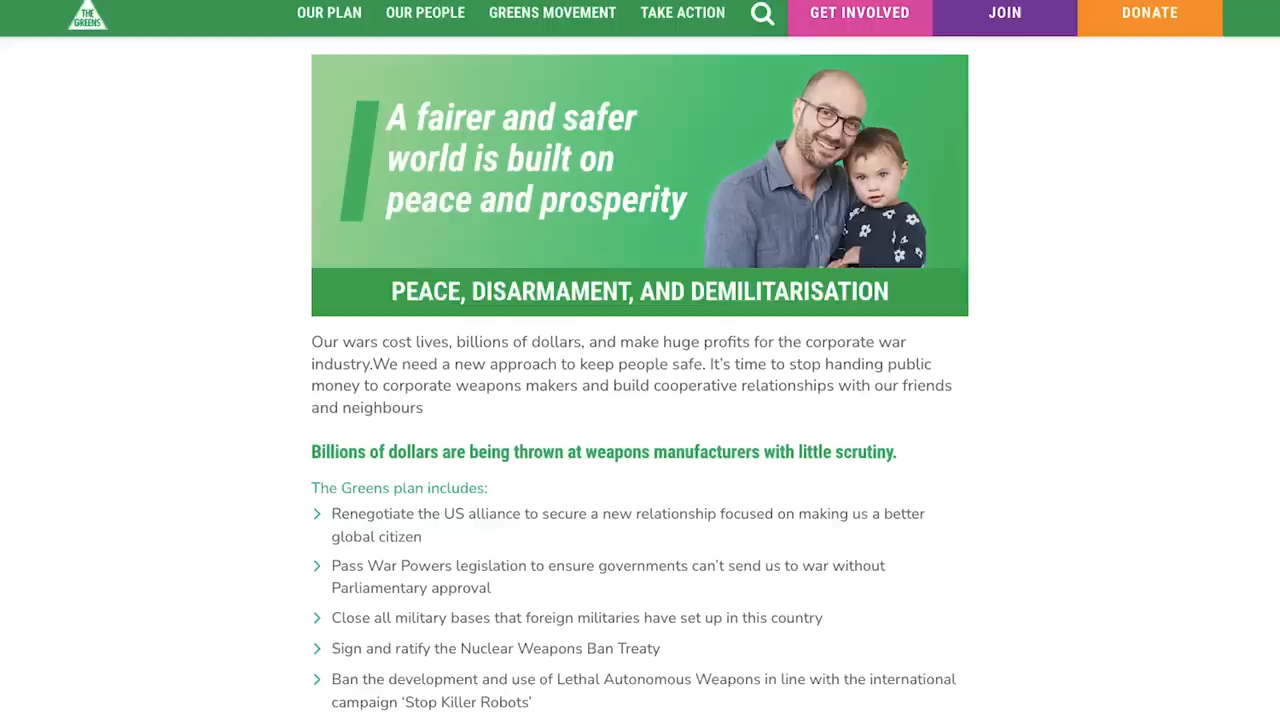 THE
GREENS
OUR PLAN OUR PEOPLE GREENS MOVEMENT TAKE ACTION GET INVOLVED JOIN DONATE
A fairer and safer
world is built on
peace and prosperity
PEACE, DISARMAMENT, AND DEMILITARISATION
Our wars cost lives, billions of dollars, and make huge profits for the corporate war
industry.We need a new approach to keep people safe. It’s time to stop handing public
money to corporate weapons makers and build cooperative relationships with our friends
and neighbours
Billions of dollars are being thrown at weapons manufacturers with little scrutiny.
The Greens plan includes:
Renegotiate the US alliance to secure a new relationship focused on making us a better
global citizen
Pass War Powers legislation to ensure governments can’t send us to war without
Parliamentary approval
Close all military bases that foreign militaries have set up in this country
Sign and ratify the Nuclear Weapons Ban Treaty
Ban the development and use of Lethal Autonomous Weapons in line with the international
campaign ‘Stop Killer Robots’